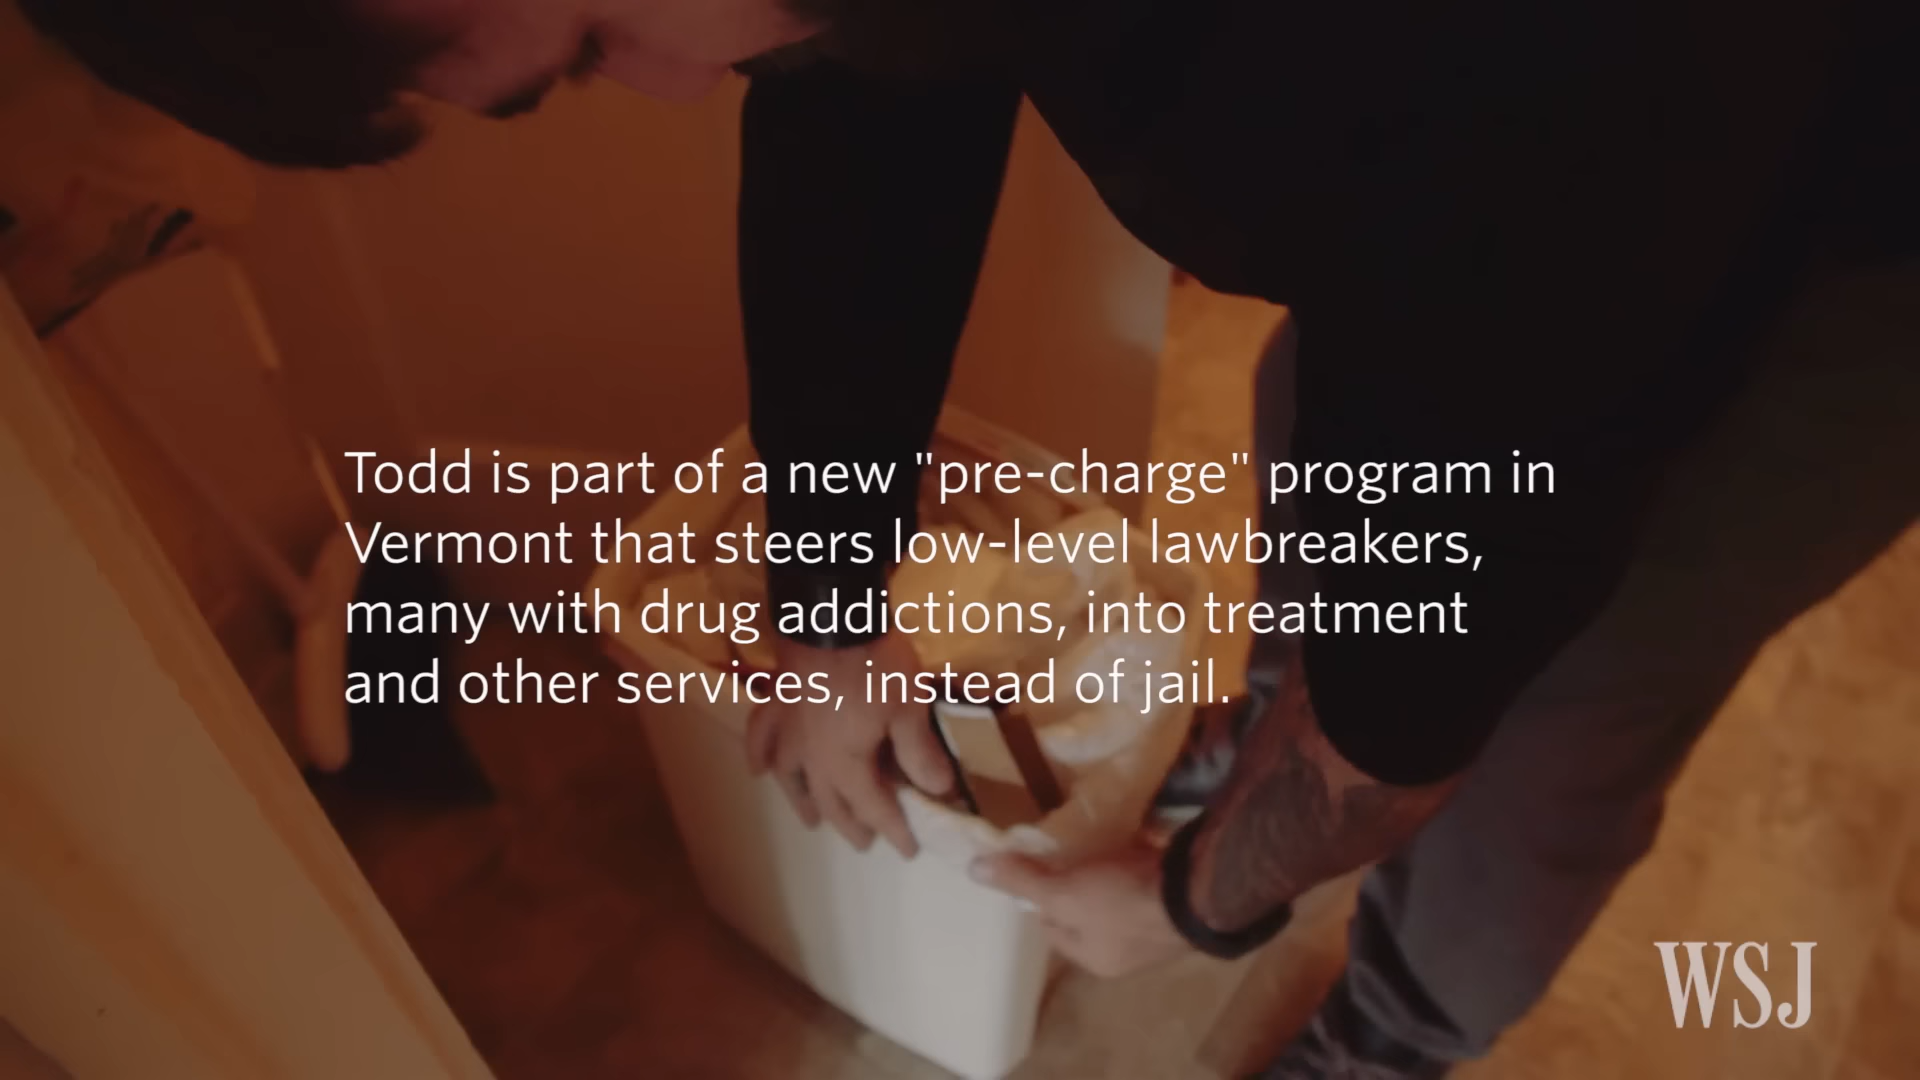 Todd is part of a new "pre-charge" program in
Vermont that steers low-level lawbreakers,
many with drug addictions, into treatment
and other services, instead of jail.
WSJ